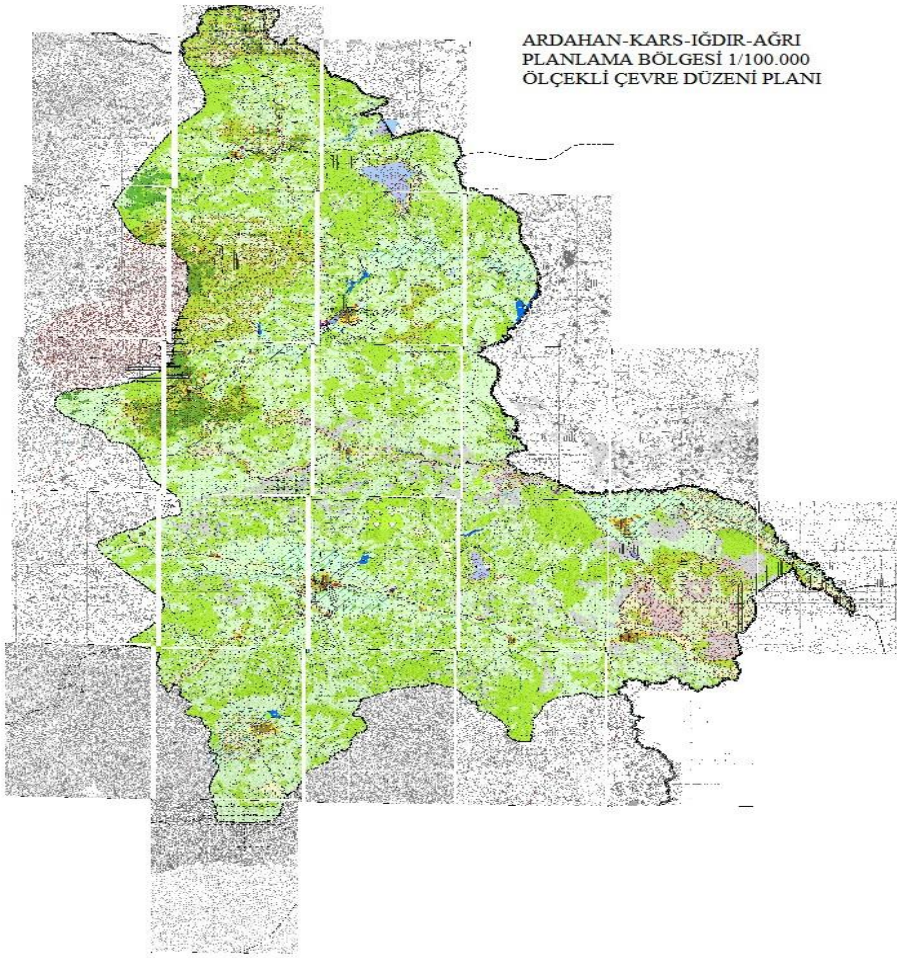 ARDAHAN-KARS-IĞDIR-AĞRI
PLANLAMA BÖLGESİ 1/100.000
ÖLÇEKLİ ÇEVRE DÜZENİ PLANI